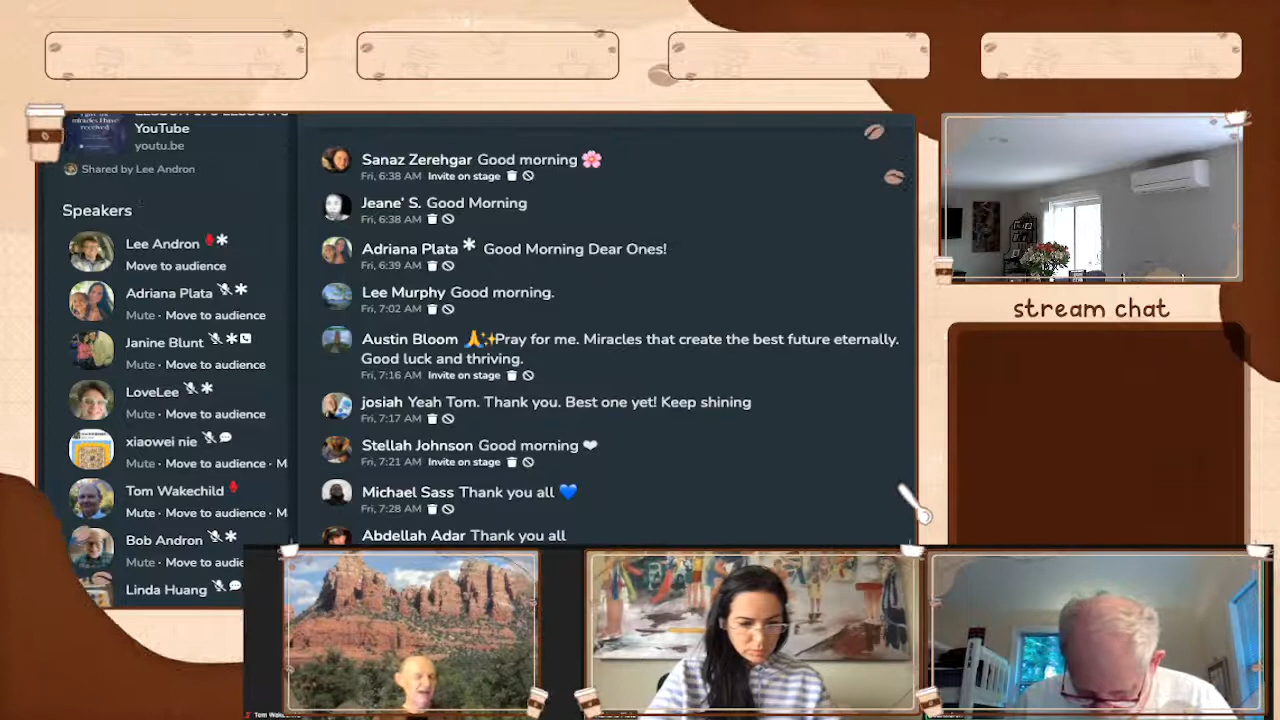 miracles I have
received
YouTube
youtu.be
Shared by Lee Andron
Speakers
Lee Andron
Move to audience
Adriana Plata
Mute · Move to audience
Janine Blunt
Mute · Move to audience
LoveLee
Mute · Move to audience
xiaowei nie
Mute · Move to audience · M
Tom Wakechild
Mute · Move to audience · M
Bob Andron
Mute · Move to audie
Linda Huang
Sanaz Zerehgar Good morning 🌸
Fri, 6:38 AM Invite on stage
Jeane' S. Good Morning
Fri, 6:38 AM
Adriana Plata * Good Morning Dear Ones!
Fri, 6:39 AM
Lee Murphy Good morning.
Fri, 7:02 AM
Austin Bloom 🙏✨Pray for me. Miracles that create the best future eternally.
Good luck and thriving.
Fri, 7:16 AM Invite on stage
josiah Yeah Tom. Thank you. Best one yet! Keep shining
Fri, 7:17 AM
Stellah Johnson Good morning ❤
Fri, 7:21 AM Invite on stage
Michael Sass Thank you all 💙
Fri, 7:28 AM
Abdellah Adar Thank you all
stream chat